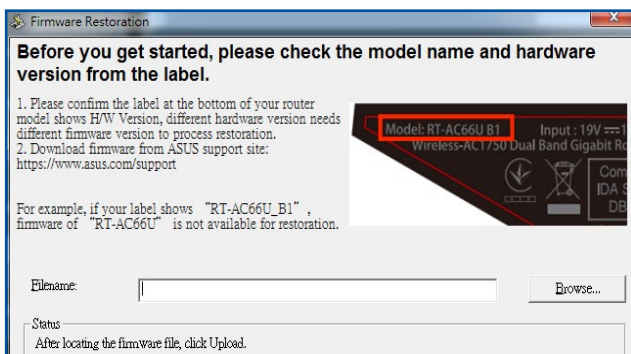 Firmware Restoration
Before you get started, please check the model name and hardware
version from the label.
1. Please confirm the label at the bottom of your router
model shows H/W Version, different hardware version needs
different firmware version to process restoration.
2. Download firmware from ASUS support site:
https://www.asus.com/support
For example, if your label shows “RT-AC66U_B1” ,
firmware of “RT-AC66U” is not available for restoration.
Model: RT-AC66U B1 Input : 19V
Wireless-AC1750 Dual Band Gigabit
Com
IDA S
DB
Filename:
Browse...
Status
After locating the firmware file, click Upload.